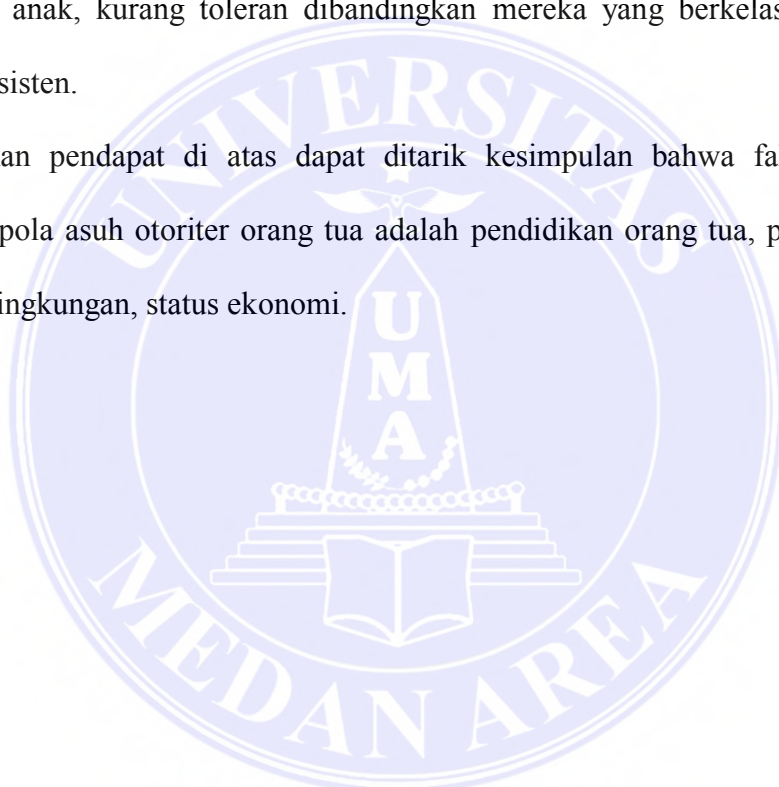 anak, kurang toleran dibandingkan mereka yang berkelas
sisten.
an pendapat di atas dapat ditarik kesimpulan bahwa fa
pola asuh otoriter orang tua adalah pendidikan orang tua, p
ingkungan, status ekonomi.
UNIVERSITAS
U
M
A
MEDAN AREA